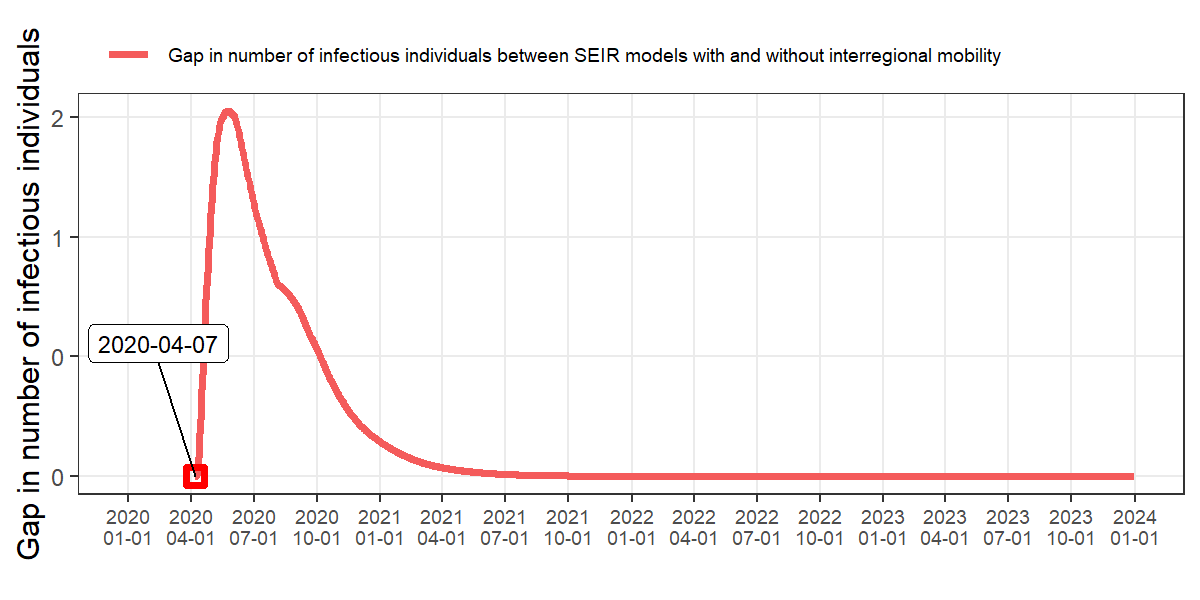 Gap in number of infectious individuals between SEIR models with and without interregional mobility
Gap in number of infectious individuals
2
1
0
0
2020-04-07
2020 2020 2020 2020 2021 2021 2021 2021 2022 2022 2022 2022 2023 2023 2023 2023 2024
01-01 04-01 07-01 10-01 01-01 04-01 07-01 10-01 01-01 04-01 07-01 10-01 01-01 04-01 07-01 10-01 01-01